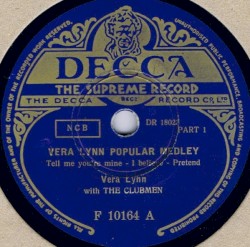 DECCA
THE SUPREME RECORD
THE DECCA RECORD CO, LTD
NCB
DR 18027
PART 1
VERA LYNN POPULAR MEDLEY
Tell me you're mine - I believe - Pretend
Vera Lynn
with THE CLUBMEN
F 10164 A